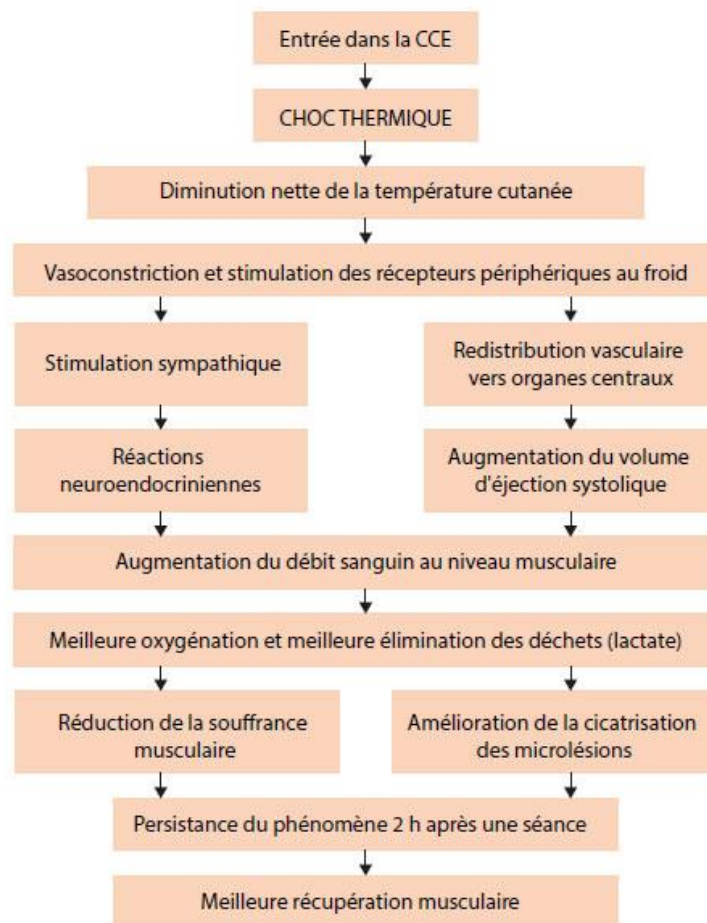 Entrée dans la CCE
CHOC THERMIQUE
Diminution nette de la température cutanée
Vasoconstriction et stimulation des récepteurs périphériques au froid
Stimulation sympathique
Redistribution vasculaire
vers organes centraux
Réactions
neuroendocriniennes
Augmentation du volume
d'éjection systolique
Augmentation du débit sanguin au niveau musculaire
Meilleure oxygénation et meilleure élimination des déchets (lactate)
Réduction de la souffrance
musculaire
Amélioration de la cicatrisation
des microlésions
Persistance du phénomène 2 h après une séance
Meilleure récupération musculaire